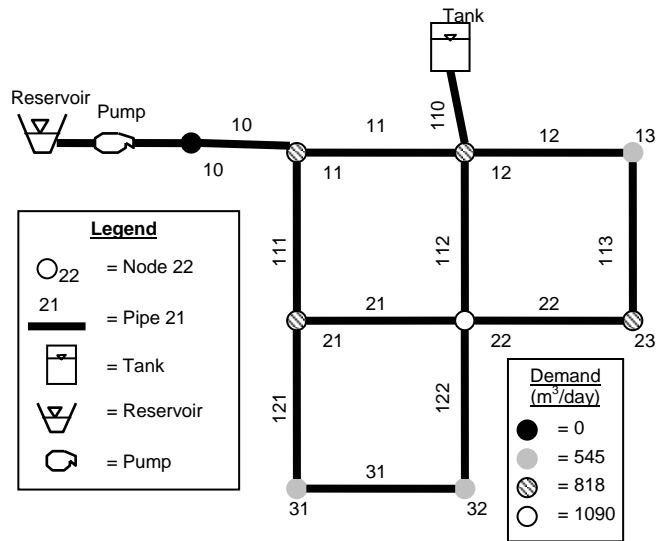 Tank
Reservoir
Pump
110
10
10
11
11
12
12
13
111
112
113
21
21
22
22
23
121
122
31
31
32
Legend
22 = Node 22
21
= Pipe 21
= Tank
= Reservoir
= Pump
Demand
(m³/day)
= 0
= 545
= 818
= 1090